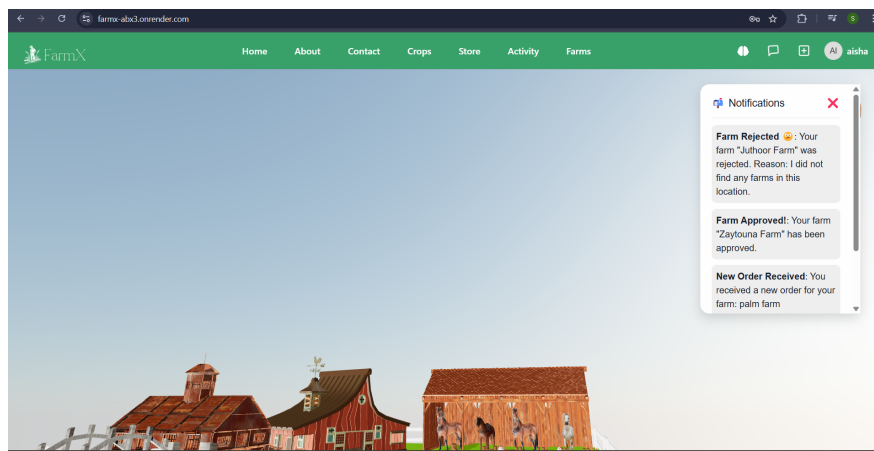 farmx-abx3.onrender.com
S
FarmX
Home About Contact Crops Store Activity Farms
AI aisha
Notifications
Farm Rejected 😩: Your
farm "Juthoor Farm" was
rejected. Reason: I did not
find any farms in this
location.
Farm Approved!: Your farm
"Zaytouna Farm" has been
approved.
New Order Received: You
received a new order for your
farm: palm farm